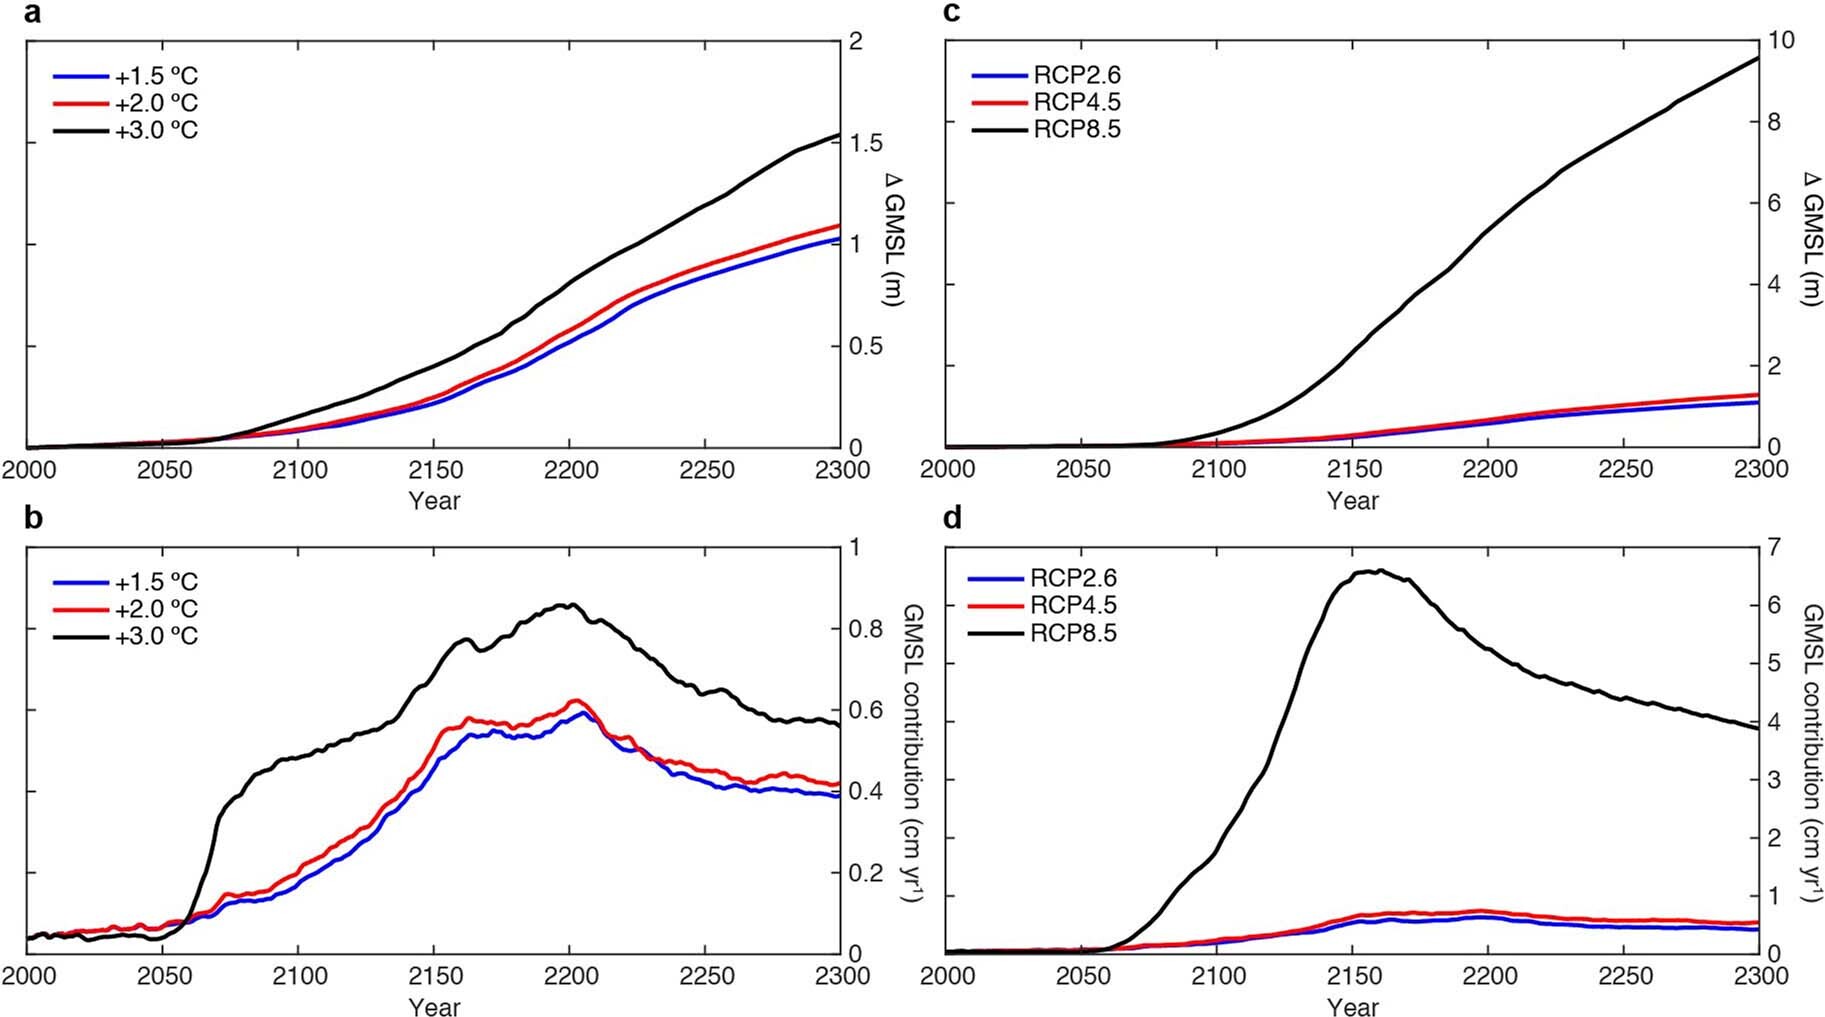 a
2
+1.5 ºC
+2.0 ºC
+3.0 ºC
1.5
Δ GMSL (m)
1
0.5
0
2000 2050 2100 2150 2200 2250 2300
Year
c
10
RCP2.6
RCP4.5
RCP8.5
8
Δ GMSL (m)
6
4
2
0
2000 2050 2100 2150 2200 2250 2300
Year
b
1
+1.5 ºC
+2.0 ºC
+3.0 ºC
0.8
GMSL contribution (cm yr¹)
0.6
0.4
0.2
0
2000 2050 2100 2150 2200 2250 2300
Year
d
7
RCP2.6
RCP4.5
RCP8.5
6
GMSL contribution (cm yr¹)
5
4
3
2
1
0
2000 2050 2100 2150 2200 2250 2300
Year